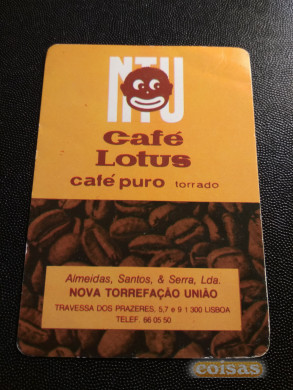 NTU
Café
Lotus
café puro torrado
Almeidas, Santos, & Serra, Lda.
NOVA TORREFAÇÃO UNIÃO
TRAVESSA DOS PRAZERES, 5,7 e 9 1 300 LISBOA
TELEF. 66 05 50
coisas